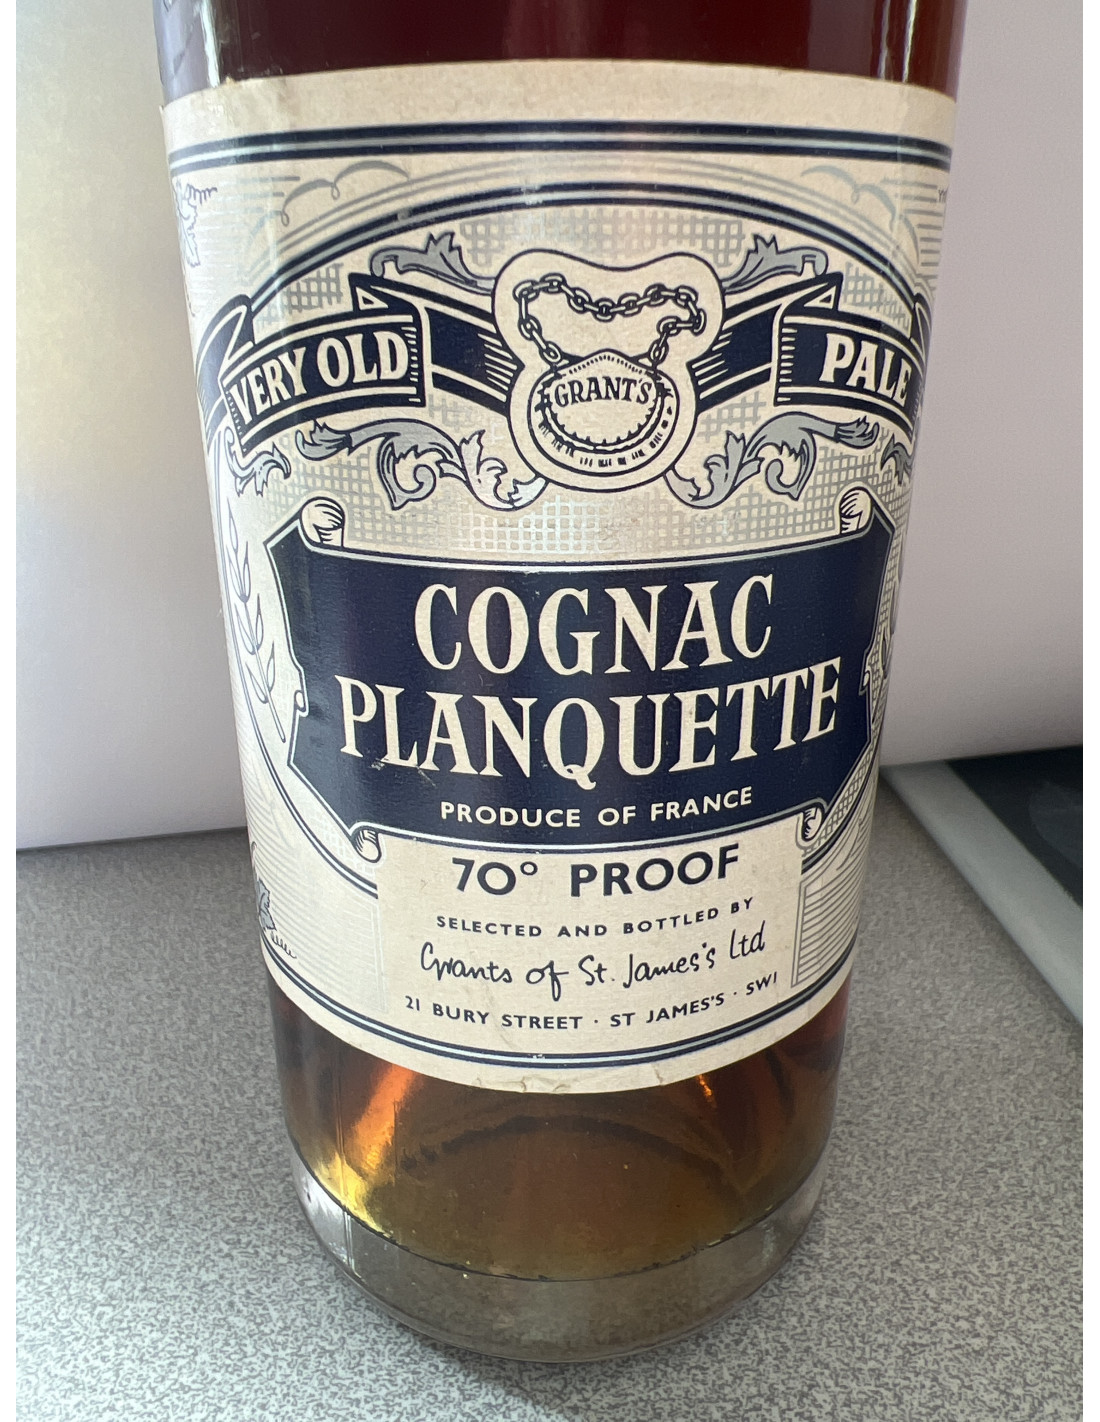 VERY OLD
PALE
GRANT'S
COGNAC
PLANQUETTE
PRODUCE OF FRANCE
70° PROOF
SELECTED AND BOTTLED BY
Grants of St. James's Ltd
21 BURY STREET · ST JAMES'S · SW1